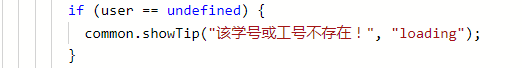 if (user == undefined) {
common.showTip("该学号或工号不存在！", "loading");
}